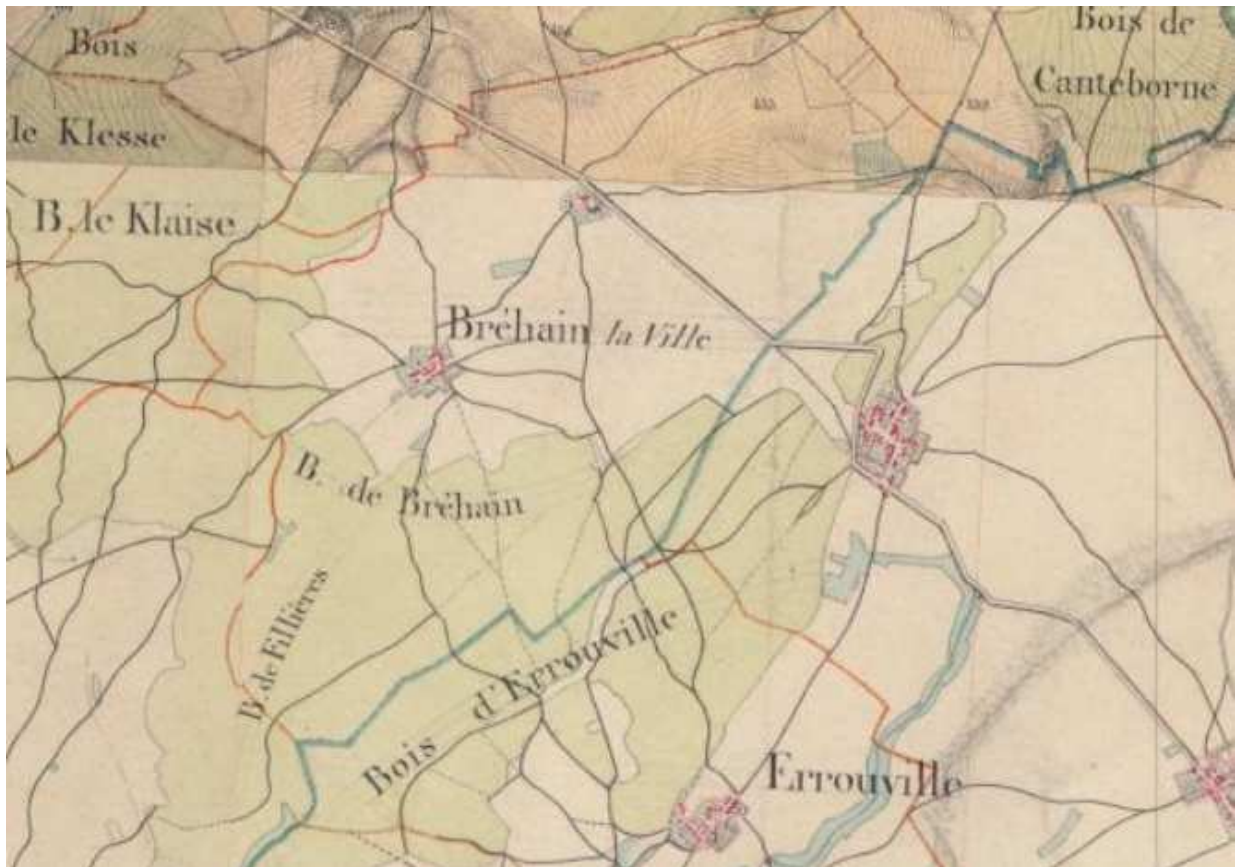 Bois
Bois de
Canteborne
le Klesse
B. le Klaise
Bréhain la Ville
B. de Bréhain
B. de Fillières
Bois
d'Errouville
Errouville